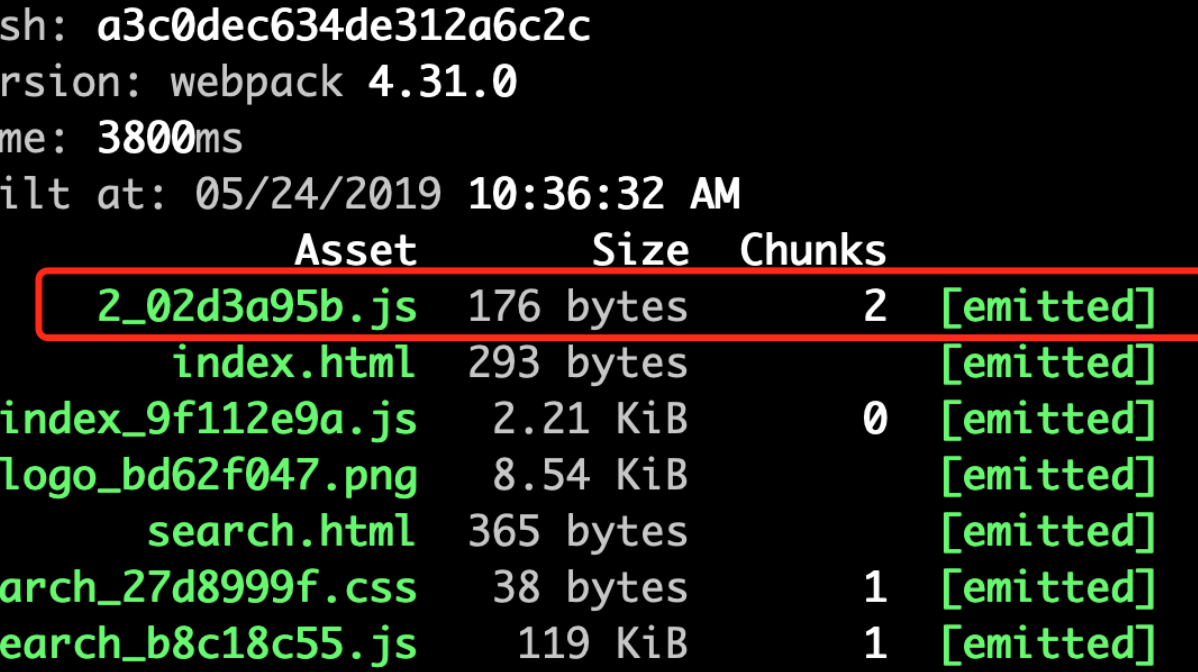 sh: a3c0dec634de312a6c2c
rsion: webpack 4.31.0
me: 3800ms
ilt at: 05/24/2019 10:36:32 AM
Asset Size Chunks
2_02d3a95b.js 176 bytes 2 [emitted]
index.html 293 bytes [emitted]
index_9f112e9a.js 2.21 KiB 0 [emitted]
logo_bd62f047.png 8.54 KiB [emitted]
search.html 365 bytes [emitted]
arch_27d8999f.css 38 bytes 1 [emitted]
earch_b8c18c55.js 119 KiB 1 [emitted]